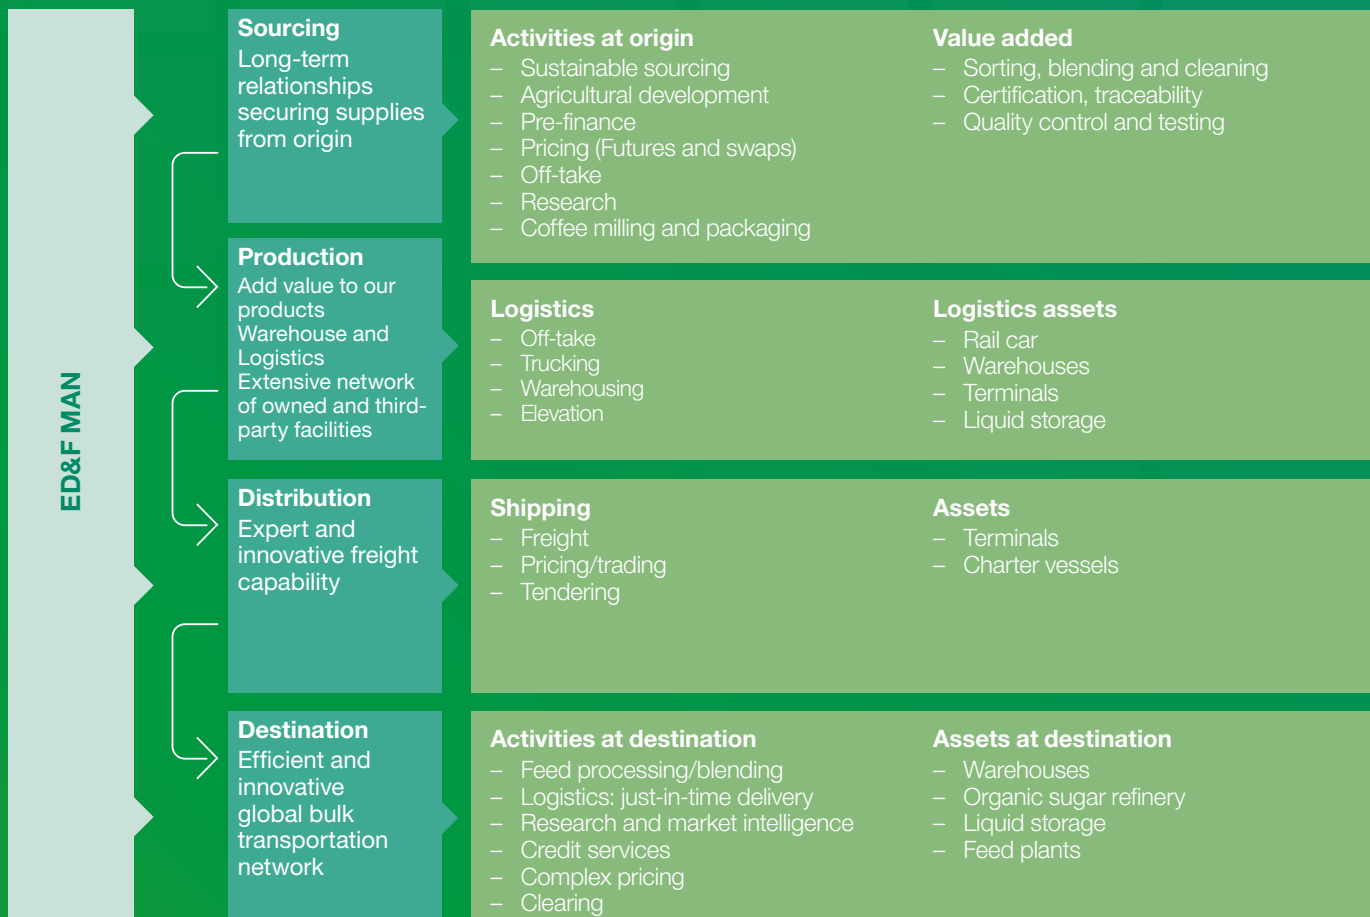 ED&F MAN
Sourcing
Long-term
relationships
securing supplies
from origin
Activities at origin
– Sustainable sourcing
– Agricultural development
– Pre-finance
– Pricing (Futures and swaps)
– Off-take
– Research
– Coffee milling and packaging
Value added
– Sorting, blending and cleaning
– Certification, traceability
– Quality control and testing
Production
Add value to our
products
Warehouse and
Logistics
Extensive network
of owned and third-
party facilities
Logistics
– Off-take
– Trucking
– Warehousing
– Elevation
Logistics assets
– Rail car
– Warehouses
– Terminals
– Liquid storage
Distribution
Expert and
innovative freight
capability
Shipping
– Freight
– Pricing/trading
– Tendering
Assets
– Terminals
– Charter vessels
Destination
Efficient and
innovative
global bulk
transportation
network
Activities at destination
– Feed processing/blending
– Logistics: just-in-time delivery
– Research and market intelligence
– Credit services
– Complex pricing
– Clearing
Assets at destination
– Warehouses
– Organic sugar refinery
– Liquid storage
– Feed plants